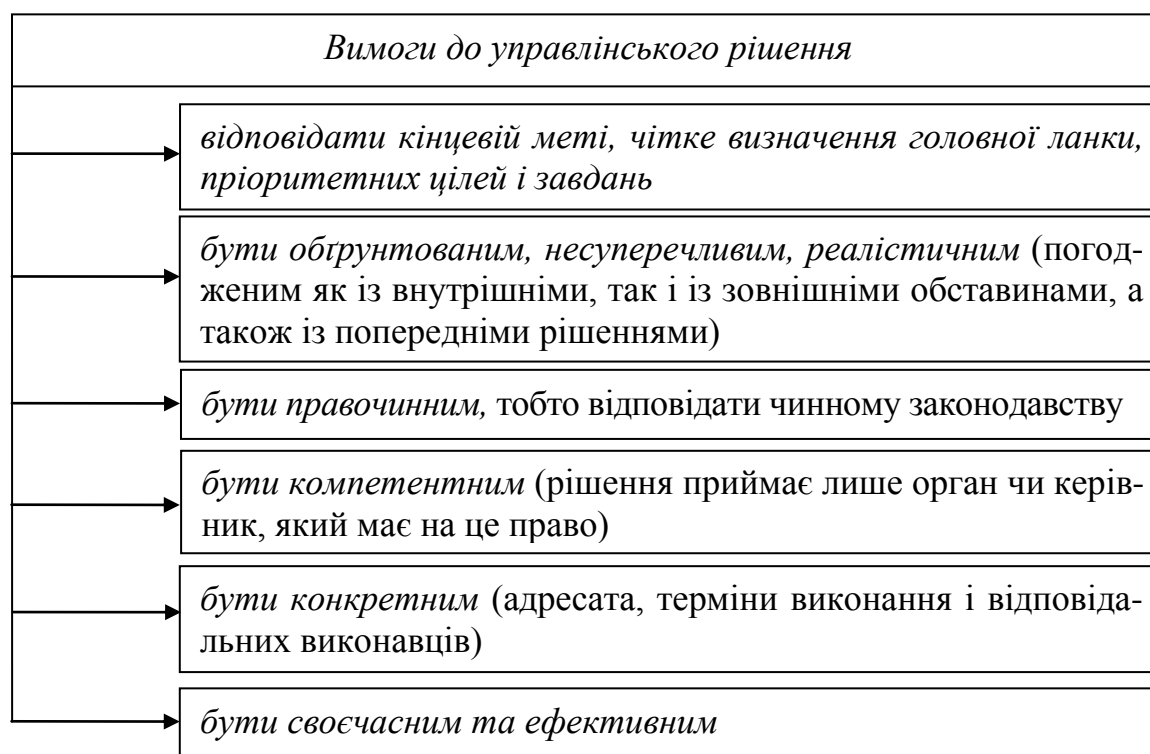 Вимоги до управлінського рішення
відповідати кінцевій меті, чітке визначення головної ланки,
пріоритетних цілей і завдань
бути обґрунтованим, несуперечливим, реалістичним (погод-
женим як із внутрішніми, так і із зовнішніми обставинами, а
також із попередніми рішеннями)
бути правочинним, тобто відповідати чинному законодавству
бути компетентним (рішення приймає лише орган чи керів-
ник, який має на це право)
бути конкретним (адресата, терміни виконання і відповіда-
льних виконавців)
бути своєчасним та ефективним